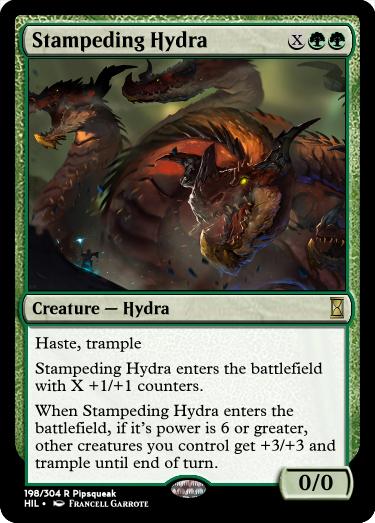 Stampeding Hydra X
Creature — Hydra
Haste, trample
Stampeding Hydra enters the battlefield
with X +1/+1 counters.
When Stampeding Hydra enters the
battlefield, if it's power is 6 or greater,
other creatures you control get +3/+3 and
trample until end of turn.
0/0
198/304 R Pipsqueak
HIL • Francell Garrote